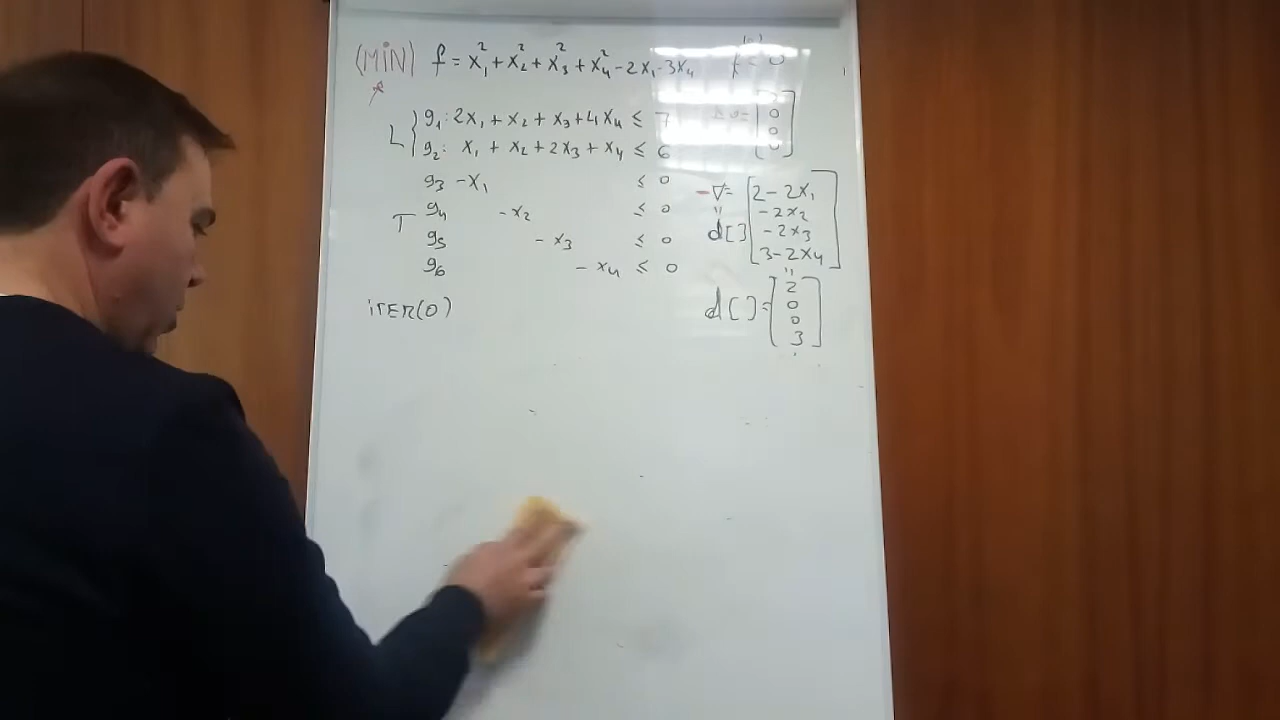 (MIN) f = x₁² + x₂² + x₃² + x₄² - 2x₁ - 3x₄
L { g₁: 2x₁ + x₂ + x₃ + 4x₄ ≤ 7
g₂: x₁ + x₂ + 2x₃ + x₄ ≤ 6
g₃ -x₁ ≤ 0
T g₄ -x₂ ≤ 0
g₅ -x₃ ≤ 0
g₆ -x₄ ≤ 0
iTER(0)
0
0
-∇= [2-2x₁
-2x₂
-2x₃
3-2x₄]
"
d[]
"
d[]= [2
0
0
3]